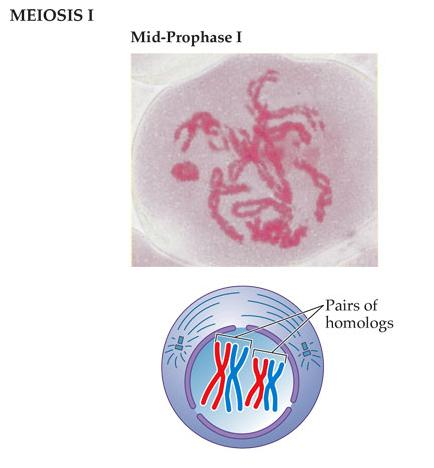 MEIOSIS I
Mid-Prophase I
Pairs of
homologs